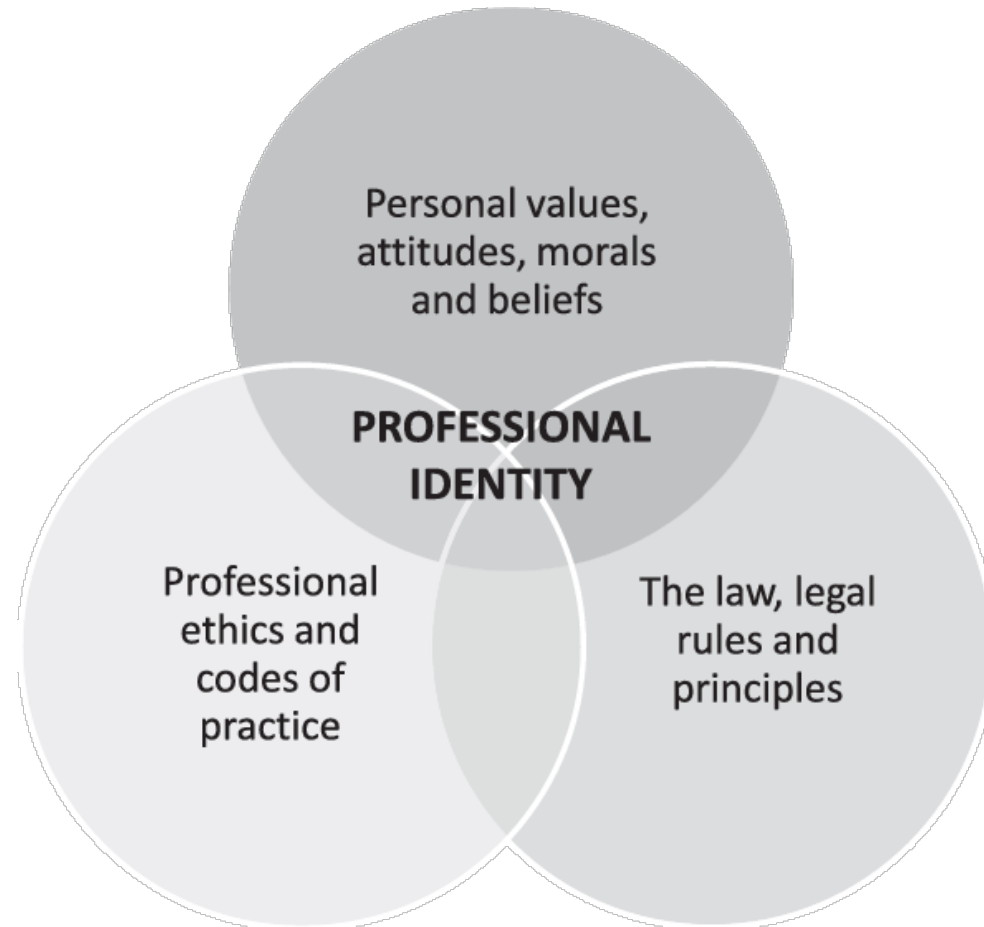 Personal values,
attitudes, morals
and beliefs
PROFESSIONAL
IDENTITY
Professional
ethics and
codes of
practice
The law, legal
rules and
principles